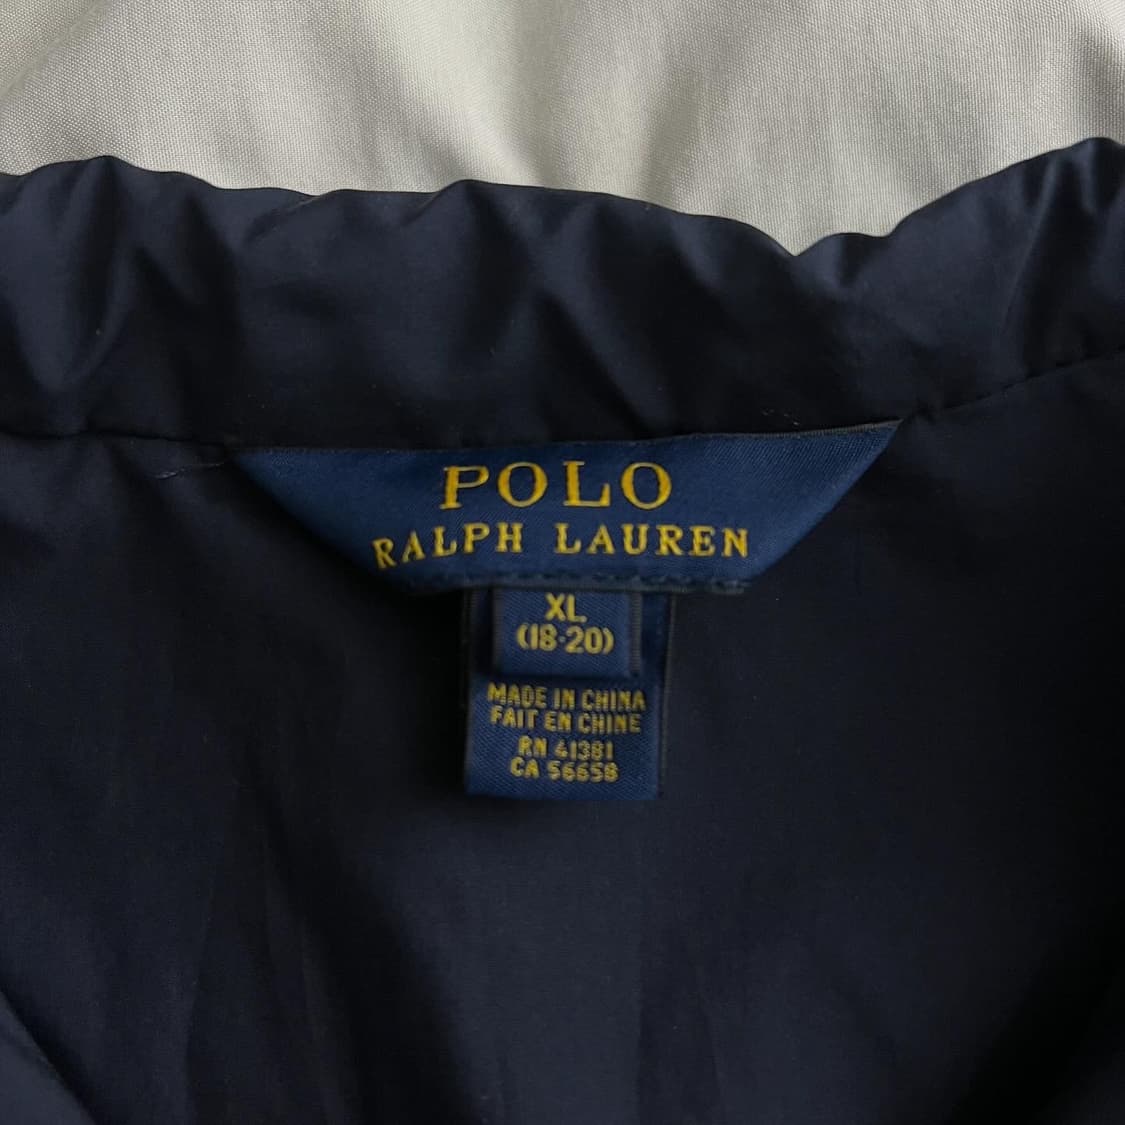 POLO
RALPH LAUREN
XL
(18-20)
MADE IN CHINA
FAIT EN CHINE
RN 41381
CA 56658